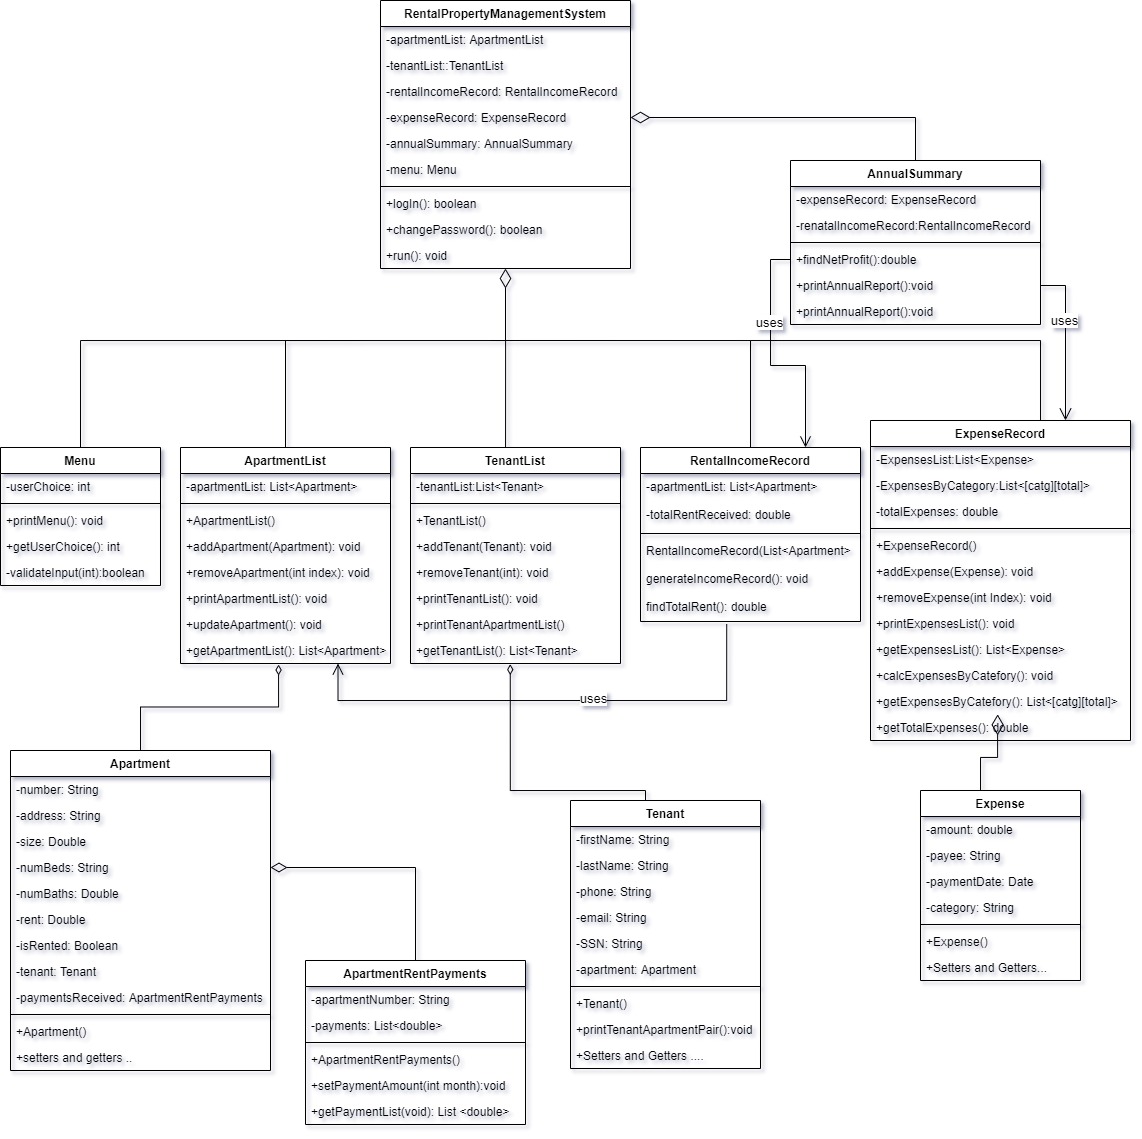 RentalPropertyManagementSystem
-apartmentList: ApartmentList
-tenantList::TenantList
-rentalIncomeRecord: RentalIncomeRecord
-expenseRecord: ExpenseRecord
-annualSummary: AnnualSummary
-menu: Menu
+logIn(): boolean
+changePassword(): boolean
+run(): void
AnnualSummary
-expenseRecord: ExpenseRecord
-renatalIncomeRecord:RentalIncomeRecord
+findNetProfit():double
+printAnnualReport():void
+printAnnualReport():void
uses
uses
Menu
-userChoice: int
+printMenu(): void
+getUserChoice(): int
-validateInput(int):boolean
ApartmentList
-apartmentList: List<Apartment>
+ApartmentList()
+addApartment(Apartment): void
+removeApartment(int index): void
+printApartmentList(): void
+updateApartment(): void
+getApartmentList(): List<Apartment>
TenantList
-tenantList:List<Tenant>
+TenantList()
+addTenant(Tenant): void
+removeTenant(int): void
+printTenantList(): void
+printTenantApartmentList()
+getTenantList(): List<Tenant>
RentalIncomeRecord
-apartmentList: List<Apartment>
-totalRentReceived: double
RentalIncomeRecord(List<Apartment>
generateIncomeRecord(): void
findTotalRent(): double
ExpenseRecord
-ExpensesList:List<Expense>
-ExpensesByCategory:List<[catg][total]>
-totalExpenses: double
+ExpenseRecord()
+addExpense(Expense): void
+removeExpense(int Index): void
+printExpensesList(): void
+getExpensesList(): List<Expense>
+calcExpensesByCatefory(): void
+getExpensesByCatefory(): List<[catg][total]>
+getTotalExpenses(): double
uses
Apartment
-number: String
-address: String
-size: Double
-numBeds: String
-numBaths: Double
-rent: Double
-isRented: Boolean
-tenant: Tenant
-paymentsReceived: ApartmentRentPayments
+Apartment()
+setters and getters ..
ApartmentRentPayments
-apartmentNumber: String
-payments: List<double>
+ApartmentRentPayments()
+setPaymentAmount(int month):void
+getPaymentList(void): List <double>
Tenant
-firstName: String
-lastName: String
-phone: String
-email: String
-SSN: String
-apartment: Apartment
+Tenant()
+printTenantApartmentPair():void
+Setters and Getters ....
Expense
-amount: double
-payee: String
-paymentDate: Date
-category: String
+Expense()
+Setters and Getters...